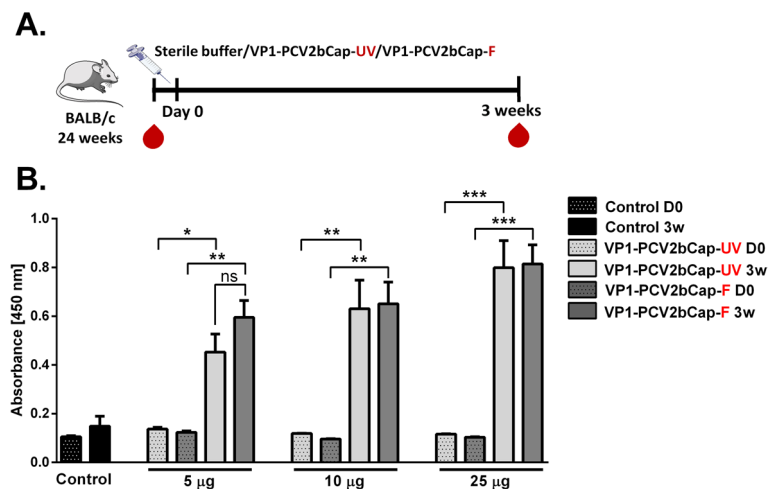 A.
Sterile buffer/VP1-PCV2bCap-UV/VP1-PCV2bCap-F
Day 0
3 weeks
BALB/c
24 weeks
B.
Absorbance [450 nm]
1.0
0.8
0.6
0.4
0.2
0.0
*
**
ns
**
**
***
***
Control
5 µg
10 µg
25 µg
Control D0
Control 3w
VP1-PCV2bCap-UV D0
VP1-PCV2bCap-UV 3w
VP1-PCV2bCap-F D0
VP1-PCV2bCap-F 3w